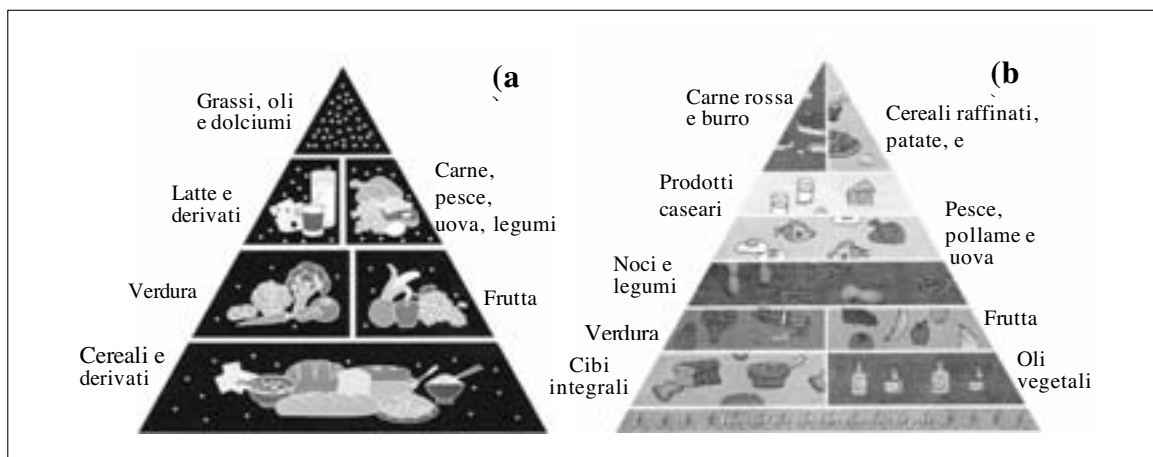 (a
Grassi, oli
e dolciumi
Latte e
derivati
Carne,
pesce,
uova, legumi
Verdura
Frutta
Cereali e
derivati
(b
Carne rossa
e burro
Cereali raffinati,
patate, e
Prodotti
caseari
Pesce,
pollame e
uova
Noci e
legumi
Verdura
Frutta
Cibi
integrali
Oli
vegetali